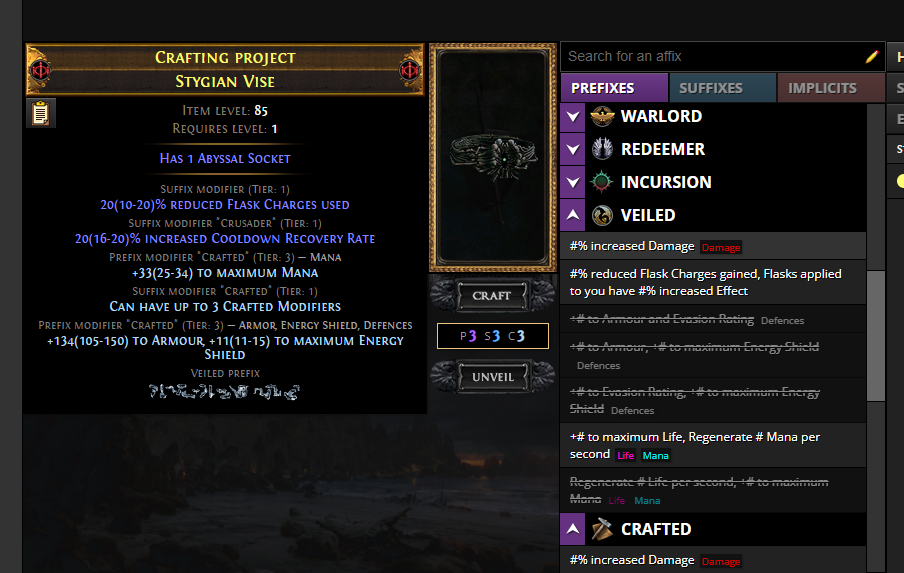 Crafting project
Stygian Vise
Item level: 85
Requires level: 1
Has 1 Abyssal Socket
Suffix modifier (Tier: 1)
20(10-20)% reduced Flask Charges used
Suffix modifier "Crusader" (Tier: 1)
20(16-20)% increased Cooldown Recovery Rate
Prefix modifier "Crafted" (Tier: 3) — Mana
+33(25-34) to maximum Mana
Suffix modifier "Crafted" (Tier: 1)
Can have up to 3 Crafted Modifiers
Prefix modifier "Crafted" (Tier: 3) — Armor, Energy Shield, Defences
+134(105-150) to Armour, +11(11-15) to maximum Energy
Shield
Veiled prefix
CRAFT
P3 S3 C3
UNVEIL
Search for an affix
PREFIXES
SUFFIXES
IMPLICITS
WARLORD
REDEEMER
INCURSION
VEILED
#% increased Damage Damage
#% reduced Flask Charges gained, Flasks applied
to you have #% increased Effect
+# to Armour and Evasion Rating Defences
+# to Armour, +# to maximum Energy Shield
Defences
+# to Evasion Rating, +# to maximum Energy
Shield Defences
+# to maximum Life, Regenerate # Mana per
second Life Mana
Regenerate # Life per second, +# to maximum
Mana Life Mana
CRAFTED
#% increased Damage Damage